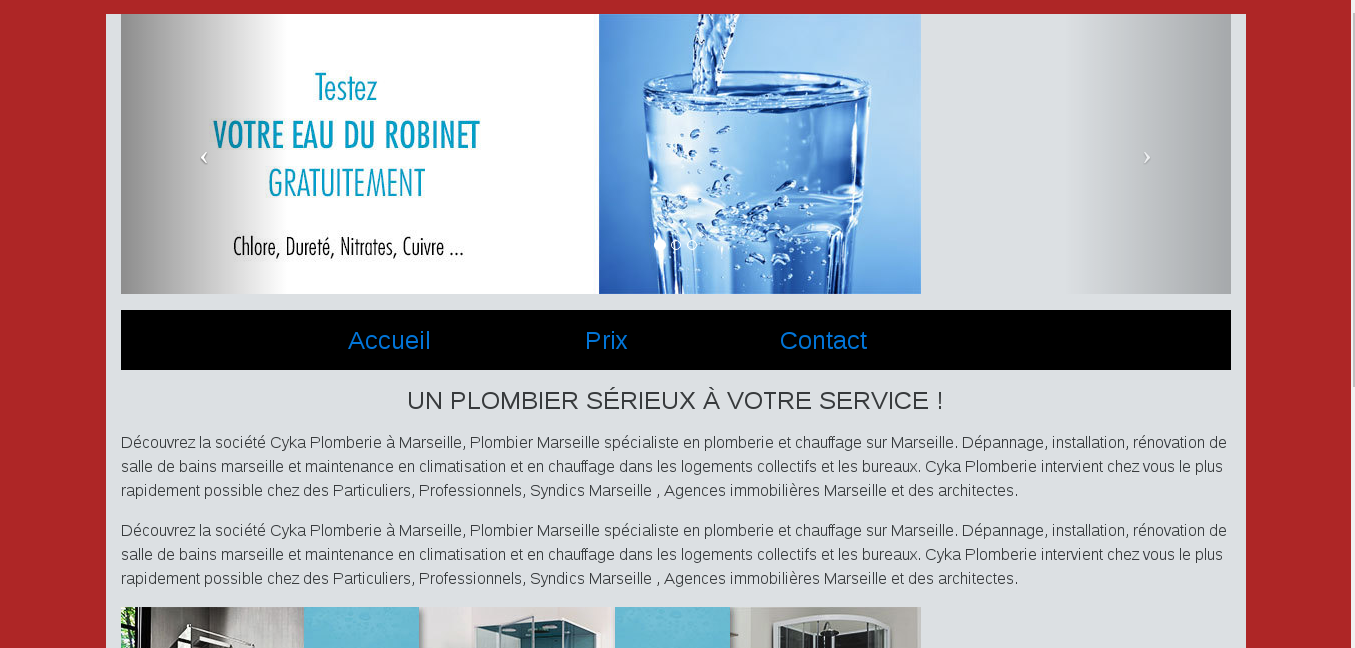 Testez
VOTRE EAU DU ROBINET
GRATUITEMENT
Chlore, Dureté, Nitrates, Cuivre ...
Accueil Prix Contact
UN PLOMBIER SÉRIEUX À VOTRE SERVICE !
Découvrez la société Cyka Plomberie à Marseille, Plombier Marseille spécialiste en plomberie et chauffage sur Marseille. Dépannage, installation, rénovation de
salle de bains marseille et maintenance en climatisation et en chauffage dans les logements collectifs et les bureaux. Cyka Plomberie intervient chez vous le plus
rapidement possible chez des Particuliers, Professionnels, Syndics Marseille , Agences immobilières Marseille et des architectes.
Découvrez la société Cyka Plomberie à Marseille, Plombier Marseille spécialiste en plomberie et chauffage sur Marseille. Dépannage, installation, rénovation de
salle de bains marseille et maintenance en climatisation et en chauffage dans les logements collectifs et les bureaux. Cyka Plomberie intervient chez vous le plus
rapidement possible chez des Particuliers, Professionnels, Syndics Marseille , Agences immobilières Marseille et des architectes.